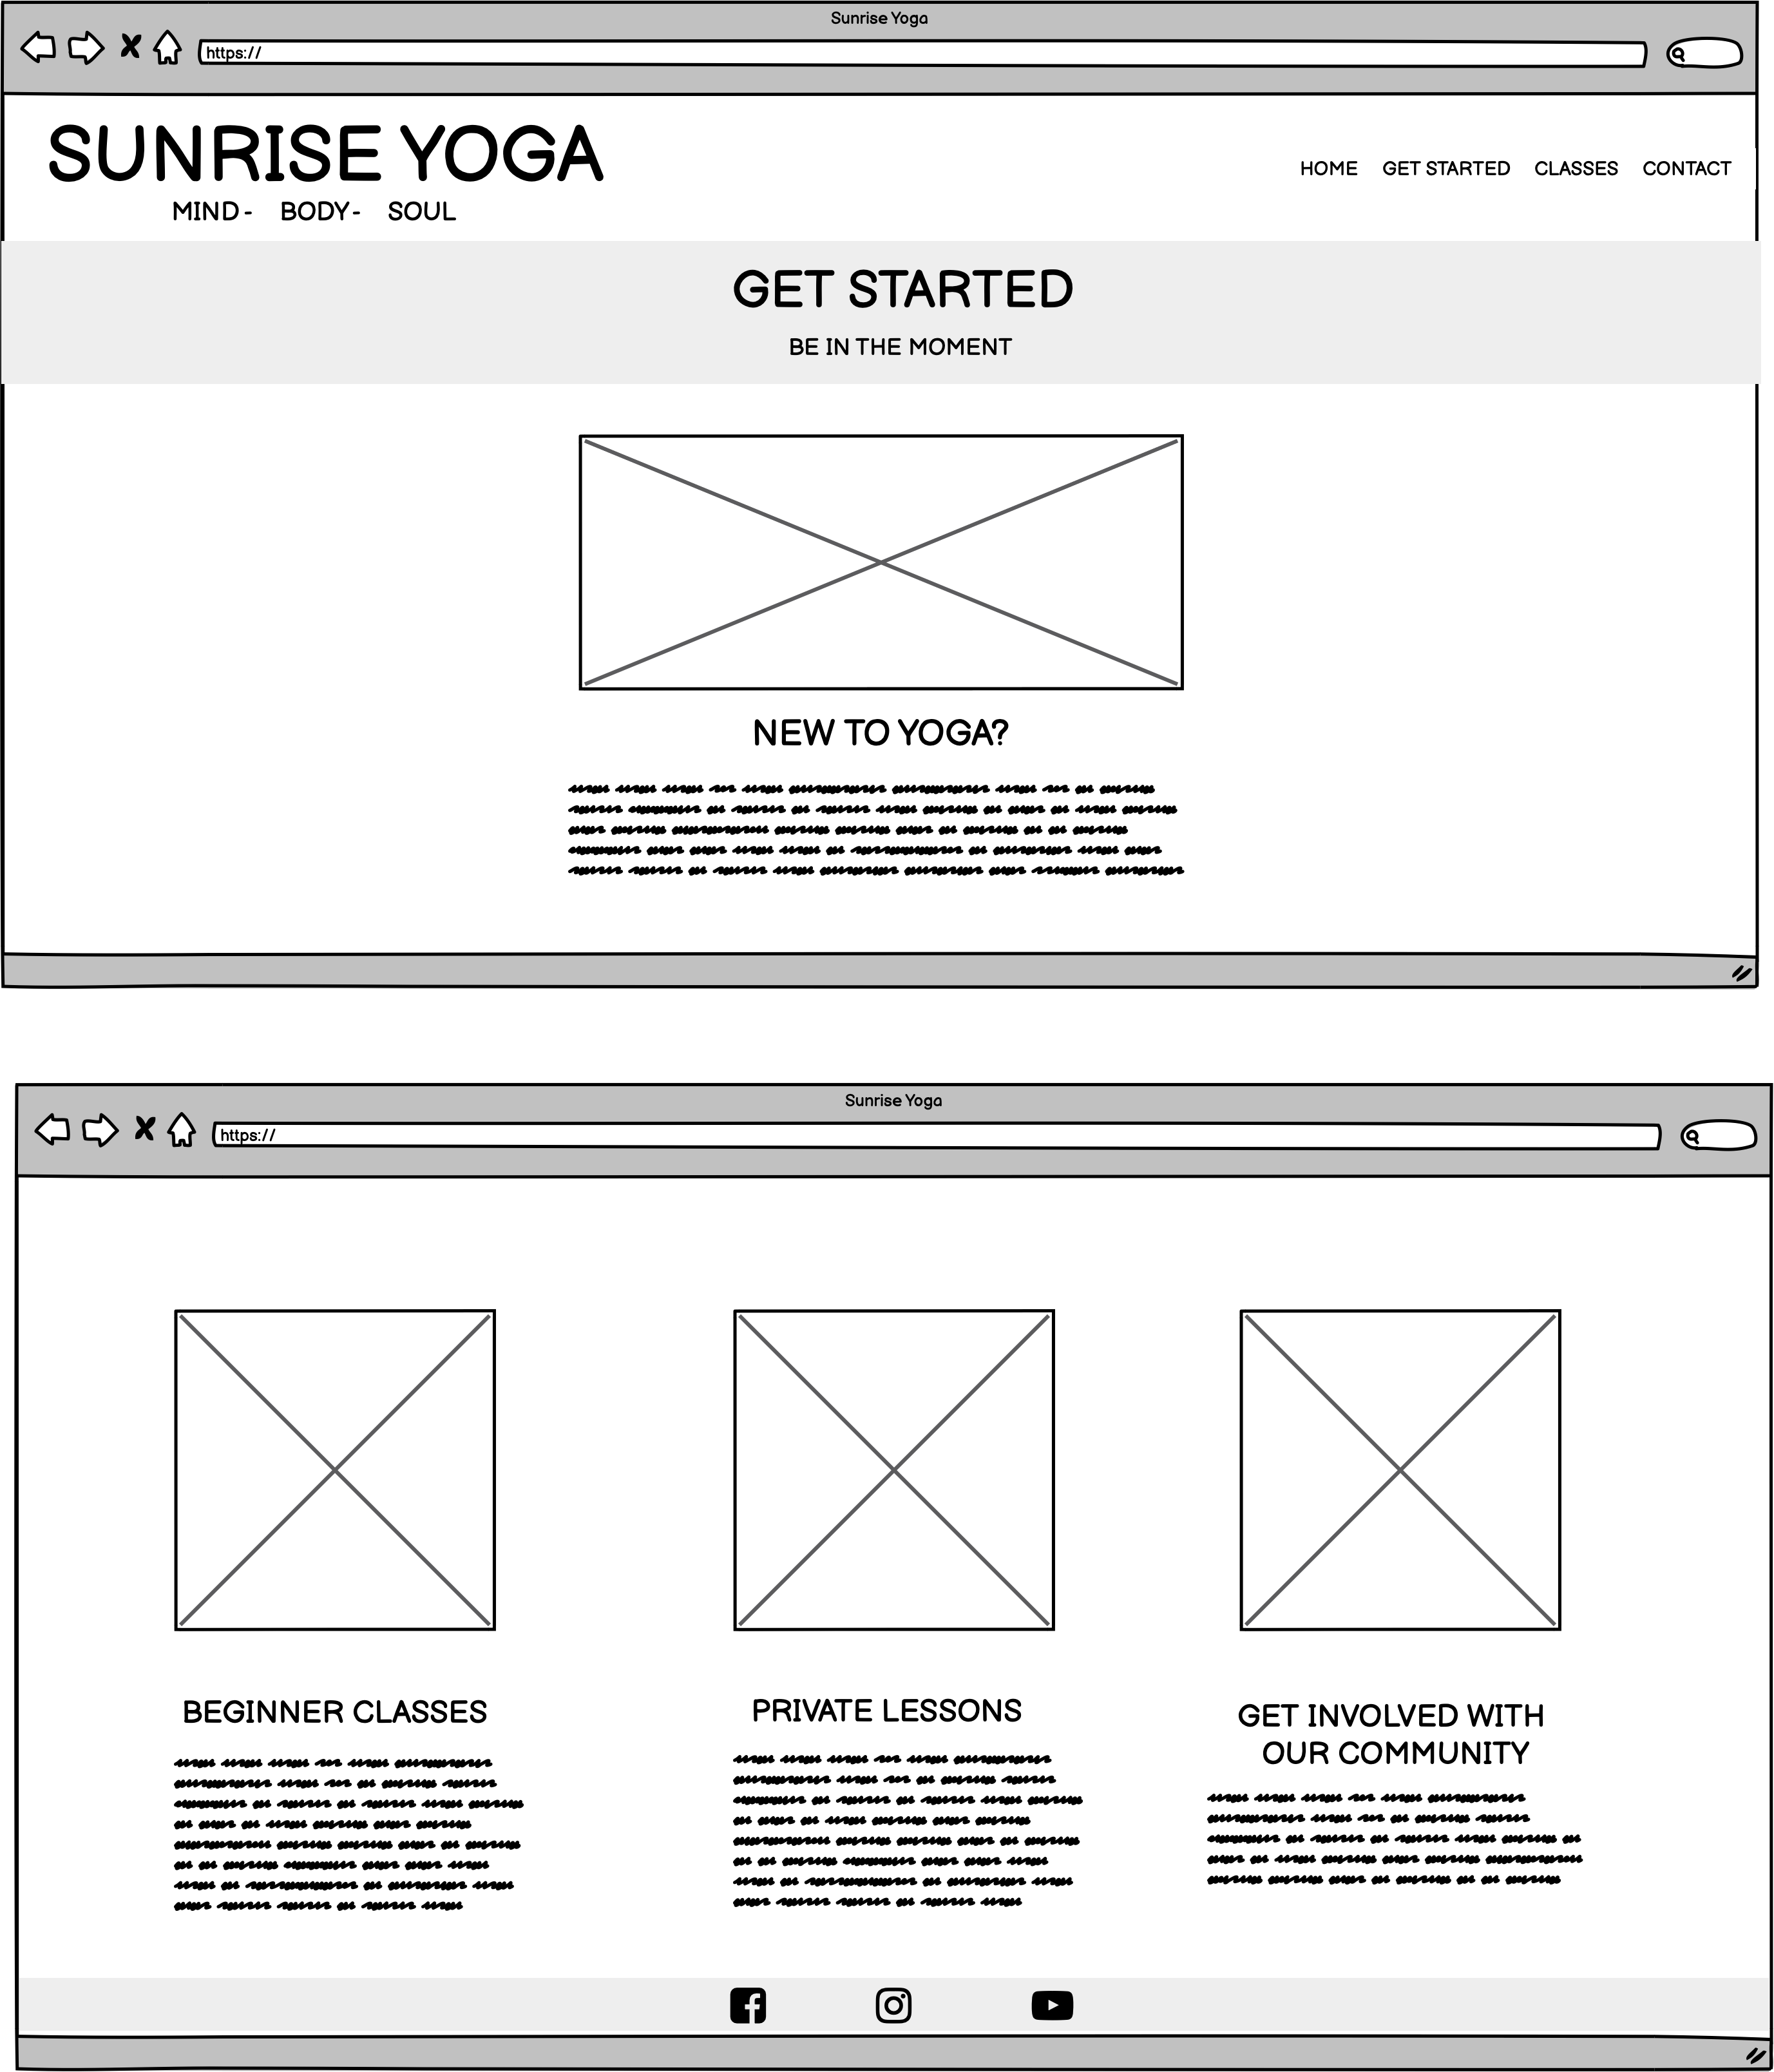 Sunrise Yoga
https://
SUNRISE YOGA
MIND - BODY - SOUL
HOME GET STARTED CLASSES CONTACT
GET STARTED
BE IN THE MOMENT
NEW TO YOGA?
Sunrise Yoga
https://
BEGINNER CLASSES
PRIVATE LESSONS
GET INVOLVED WITH
OUR COMMUNITY